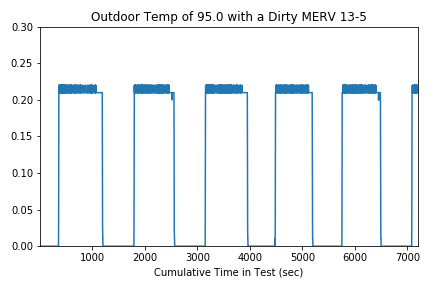 Outdoor Temp of 95.0 with a Dirty MERV 13-5
0.30
0.25
0.20
0.15
0.10
0.05
0.00
1000 2000 3000 4000 5000 6000 7000
Cumulative Time in Test (sec)